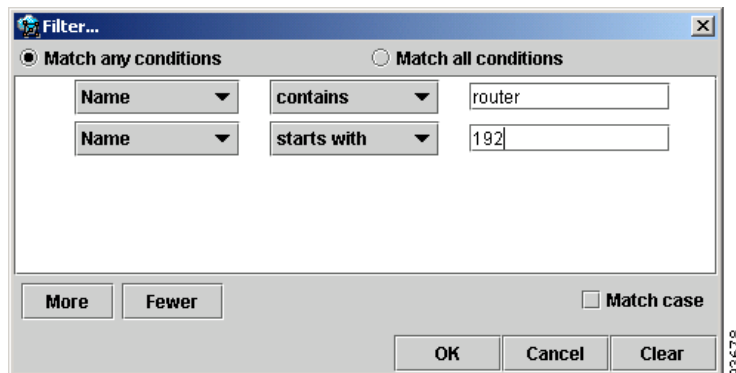 Filter...
Match any conditions Match all conditions
Name contains router
Name starts with 192
More Fewer Match case
OK Cancel Clear